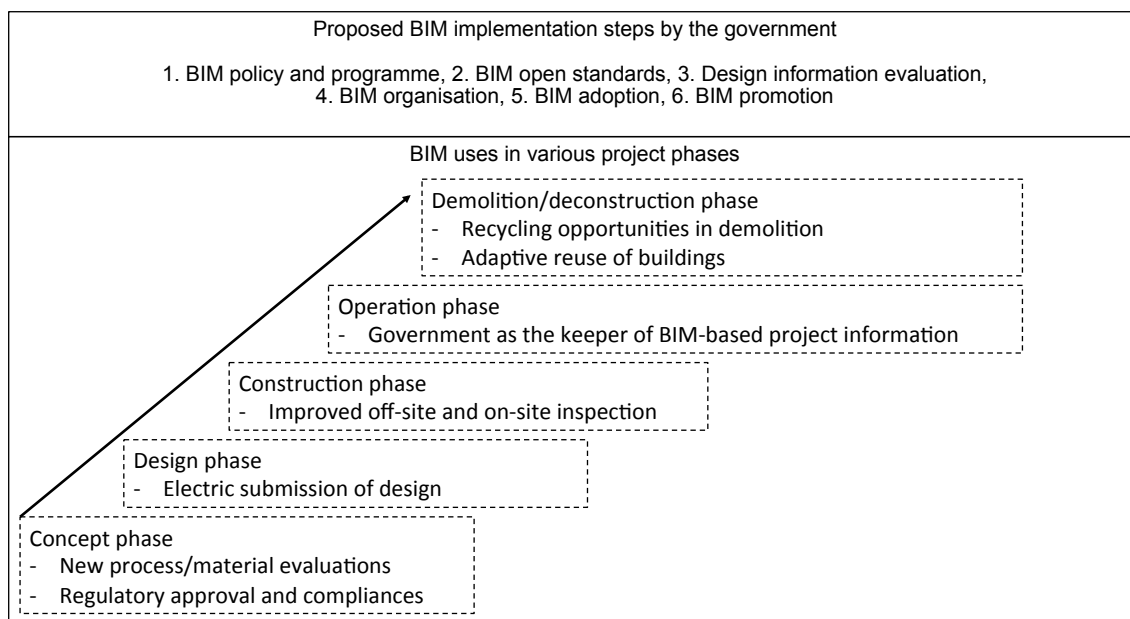 Proposed BIM implementation steps by the government
1. BIM policy and programme, 2. BIM open standards, 3. Design information evaluation,
4. BIM organisation, 5. BIM adoption, 6. BIM promotion
BIM uses in various project phases
Demolition/deconstruction phase
- Recycling opportunities in demolition
- Adaptive reuse of buildings
Operation phase
- Government as the keeper of BIM-based project information
Construction phase
- Improved off-site and on-site inspection
Design phase
- Electric submission of design
Concept phase
- New process/material evaluations
- Regulatory approval and compliances